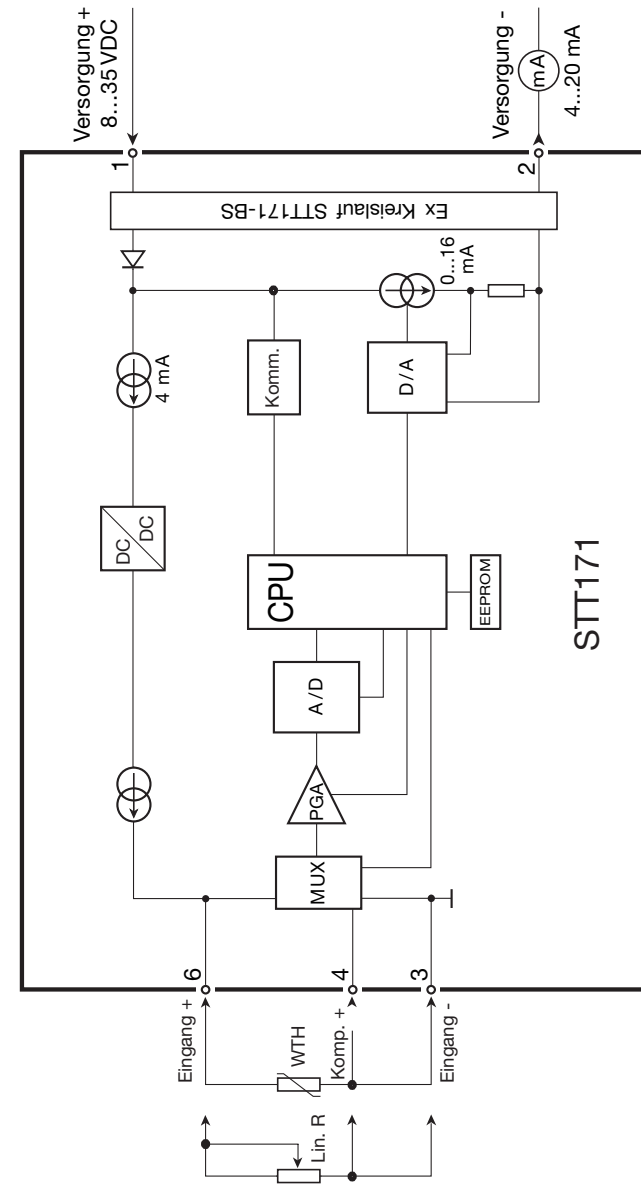 Versorgung +
8...35 VDC
Versorgung -
mA
4...20 mA
1
2
Ex Kreislauf STT171-BS
0...16
mA
4 mA
Komm.
D/A
DC
DC
CPU
EEPROM
STT171
A/D
PGA
MUX
6
4
3
Eingang +
WTH
Komp. +
Eingang -
Lin. R